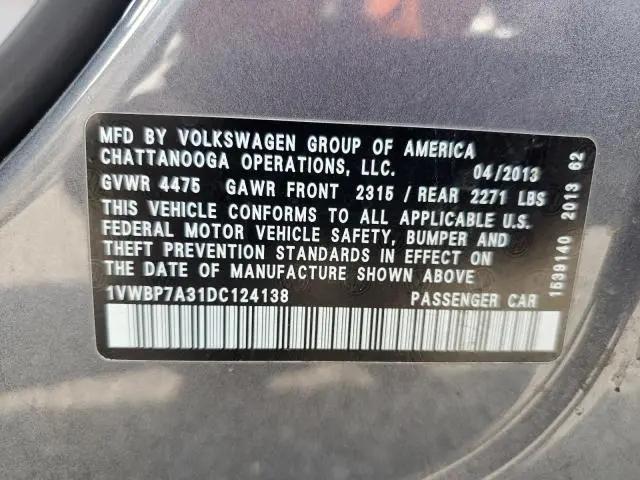 MFD BY VOLKSWAGEN GROUP OF AMERICA
CHATTANOOGA OPERATIONS, LLC. 04/2013
GVWR 4475 GAWR FRONT 2315 / REAR 2271 LBS
THIS VEHICLE CONFORMS TO ALL APPLICABLE U.S.
FEDERAL MOTOR VEHICLE SAFETY, BUMPER AND
THEFT PREVENTION STANDARDS IN EFFECT ON
THE DATE OF MANUFACTURE SHOWN ABOVE
1VWBP7A31DC124138 PASSENGER CAR
1539140 2013 62